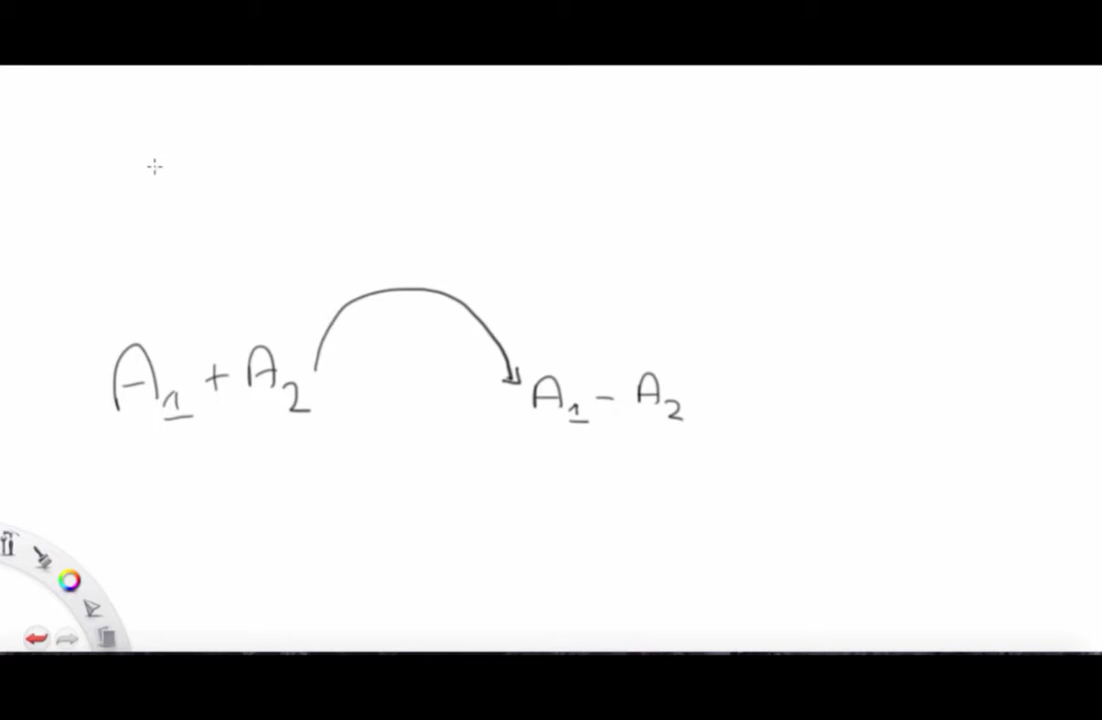 A₁ + A₂ A₁ - A₂